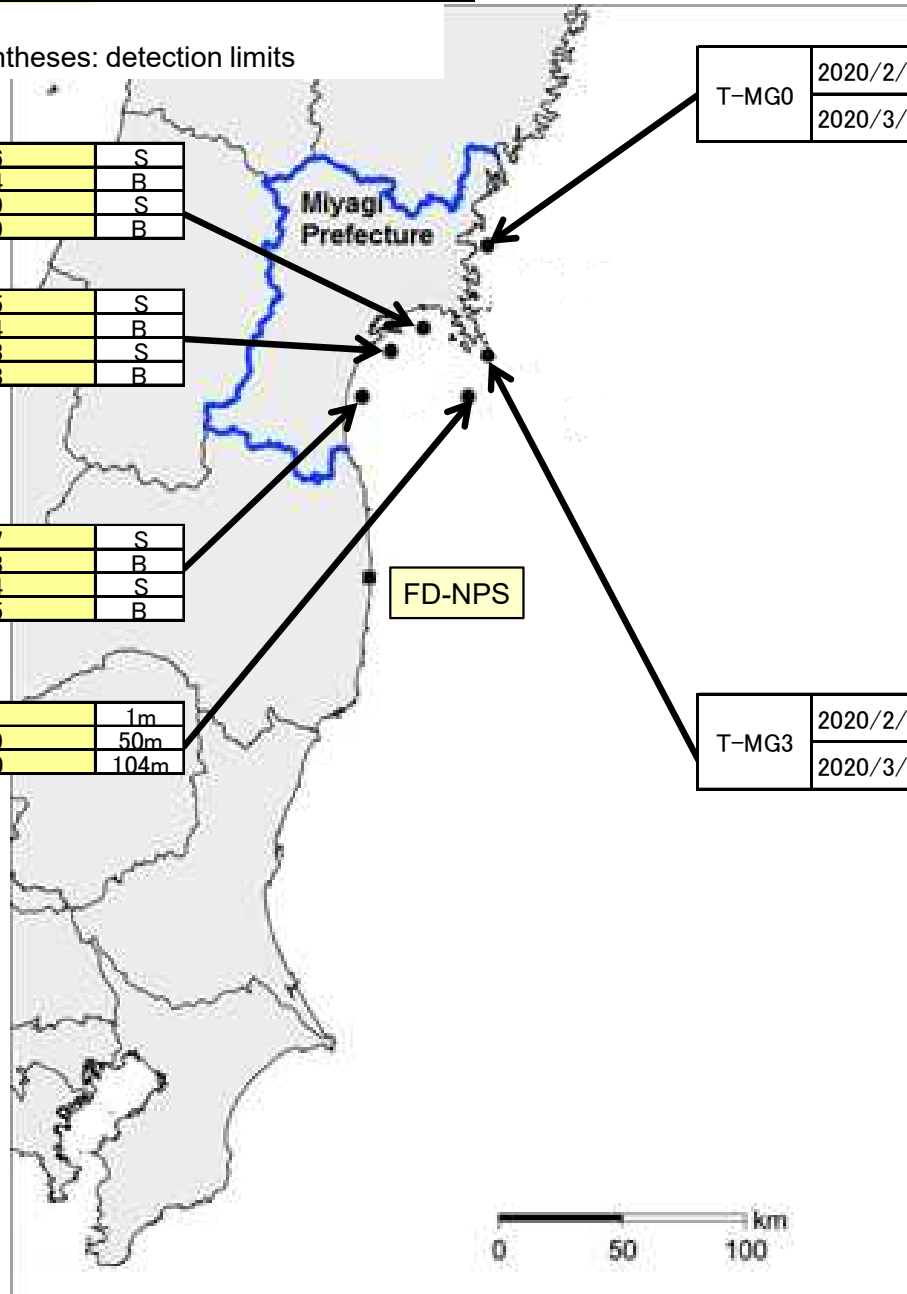 ntheses: detection limits
T-MG0 2020/2/
2020/3/
S
B
S
B
Miyagi
Prefecture
S
B
S
B
S
B
S
B
FD-NPS
1m
50m
104m
T-MG3 2020/2/
2020/3/
km
0 50 100